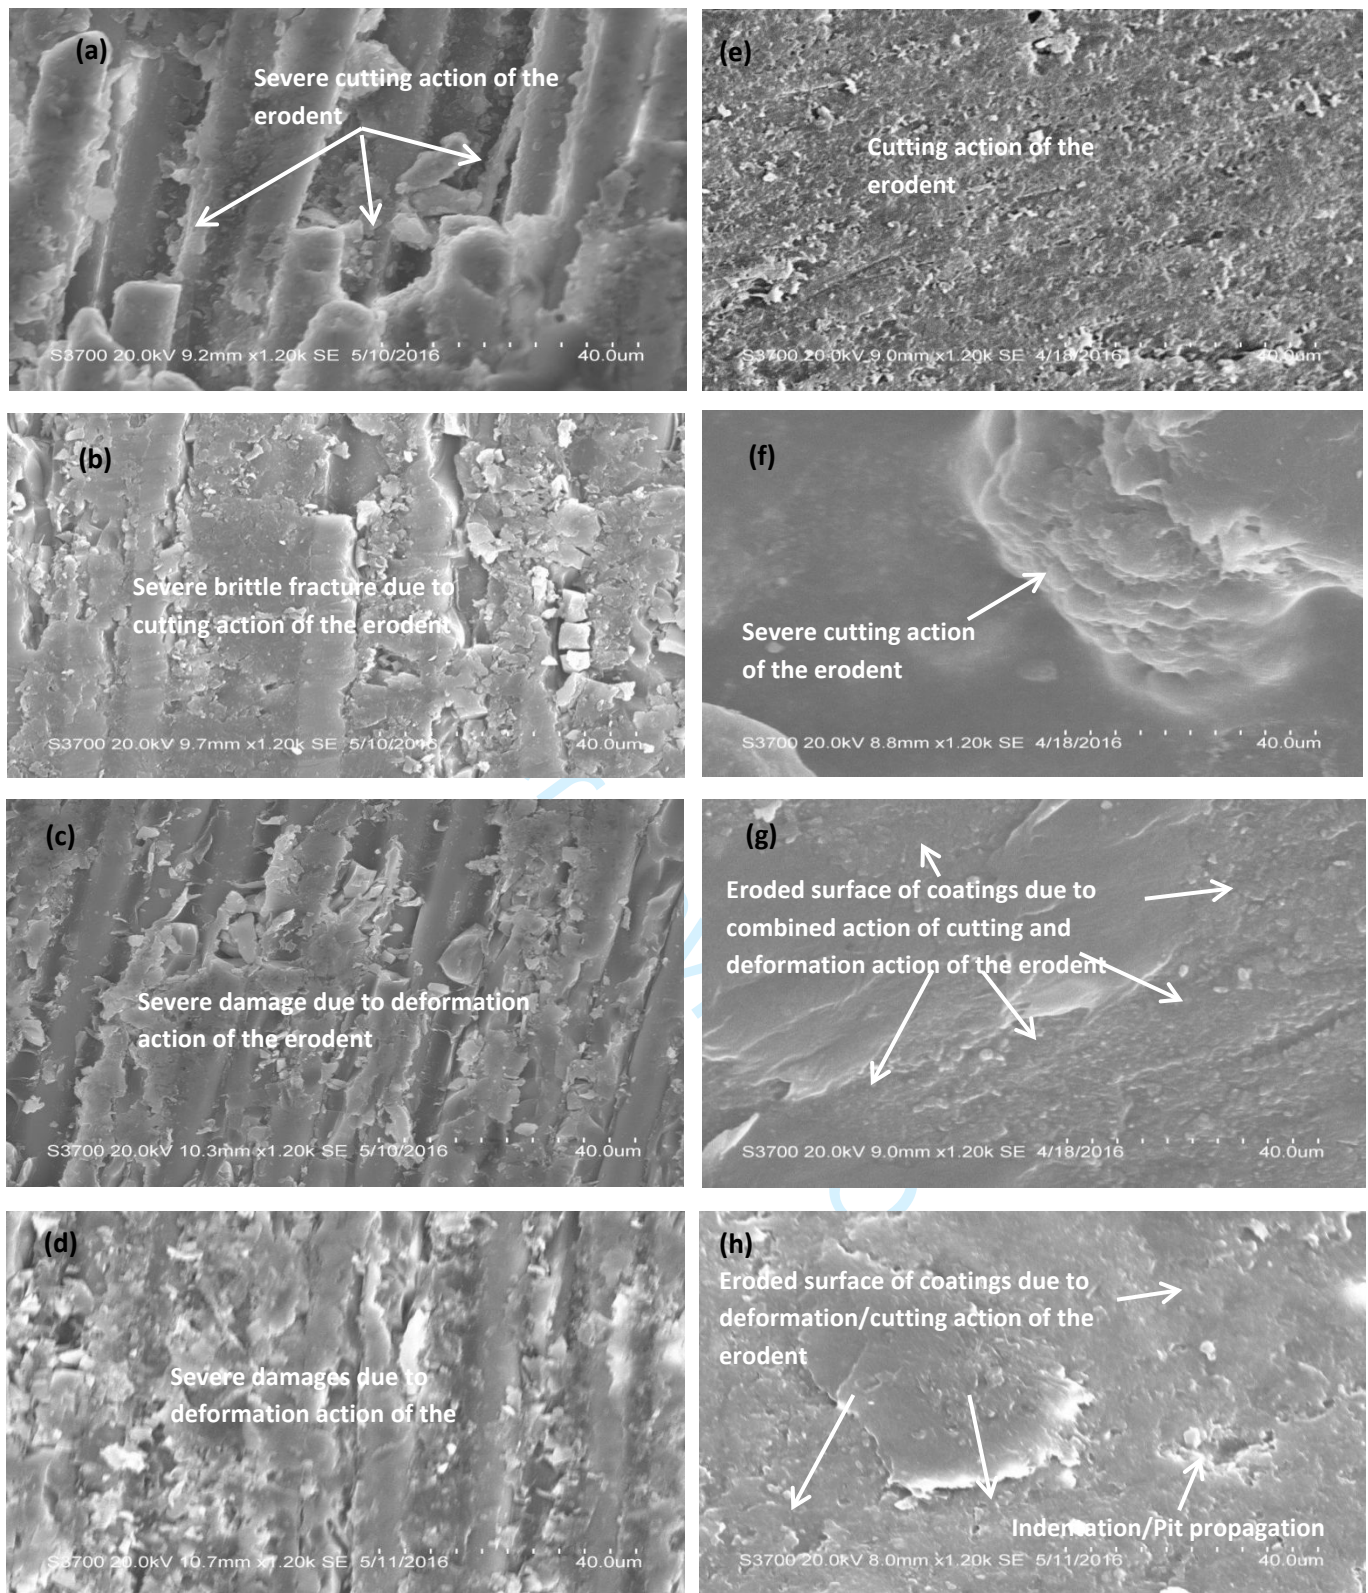 (a)
Severe cutting action of the
erodent
S3700 20.0kV 9.2mm x1.20k SE 5/10/2016 40.0um
(b)
Severe brittle fracture due to
cutting action of the erodent
S3700 20.0kV 9.7mm x1.20k SE 5/10/2016 40.0um
(c)
Severe damage due to deformation
action of the erodent
S3700 20.0kV 10.3mm x1.20k SE 5/10/2016 40.0um
(d)
Severe damages due to
deformation action of the
S3700 20.0kV 10.7mm x1.20k SE 5/11/2016 40.0um
(e)
Cutting action of the
erodent
S3700 20.0kV 9.0mm x1.20k SE 4/18/2016 40.0um
(f)
Severe cutting action
of the erodent
S3700 20.0kV 8.8mm x1.20k SE 4/18/2016 40.0um
(g)
Eroded surface of coatings due to
combined action of cutting and
deformation action of the erodent
S3700 20.0kV 9.0mm x1.20k SE 4/18/2016 40.0um
(h)
Eroded surface of coatings due to
deformation/cutting action of the
erodent
Indentation/Pit propagation
S3700 20.0kV 8.0mm x1.20k SE 5/11/2016 40.0um